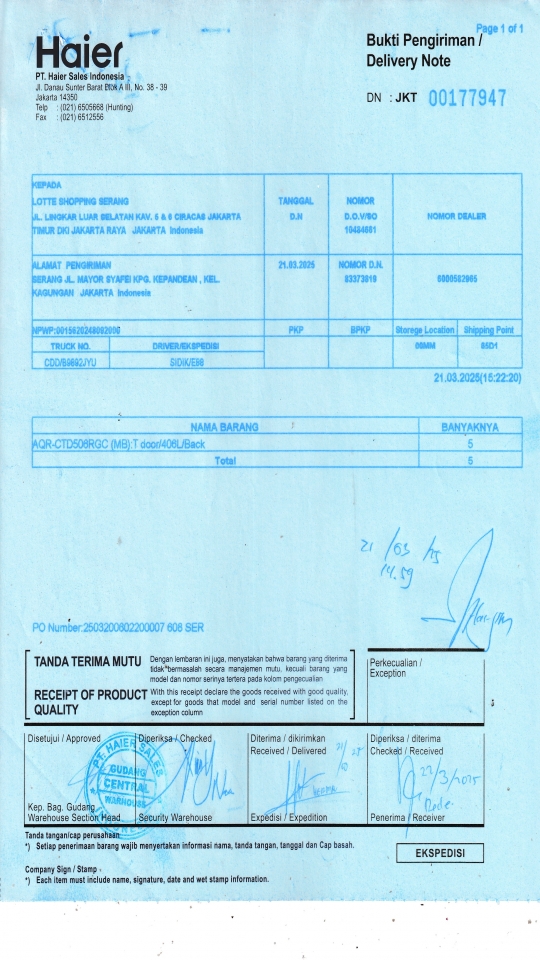 Page 1 of 1
Haier
PT. Haier Sales Indonesia
Jl. Danau Sunter Barat Blok A III, No. 38 - 39
Jakarta 14350
Telp : (021) 6505668 (Hunting)
Fax : (021) 6512556
Bukti Pengiriman /
Delivery Note
DN : JKT 00177947
KEPADA
LOTTE SHOPPING SERANG
JL. LINGKAR LUAR SELATAN KAV. 5 & 6 CIRACAS JAKARTA
TIMUR DKI JAKARTA RAYA JAKARTA Indonesia
TANGGAL
D.N
NOMOR
D.O.V/SO
10484681
NOMOR DEALER
ALAMAT PENGIRIMAN
SERANG JL. MAYOR SYAFEI KPG. KEPANDEAN , KEL.
KAGUNGAN JAKARTA Indonesia
21.03.2025
NOMOR D.N.
83373819
6000582965
NPWP:0015620248092000
PKP
BPKP
Storege Location
Shipping Point
TRUCK NO.
DRIVER/EKSPEDISI
CDD/B9892JYU
SIDIK/E98
21.03.2025(15:22:20)
NAMA BARANG
BANYAKNYA
AQR-CTD508RGC (MB):T door/406L/Back
5
Total
5
21/03 25
14.59
PO Number:2503200602200007 608 SER
TANDA TERIMA MUTU
Dengan lembaran ini juga, menyatakan bahwa barang yang diterima
tidak bermasalah secara manajemen mutu, kecuali barang yang
model dan nomor serinya tertera pada kolom pengecualian
RECEIPT OF PRODUCT
QUALITY
With this receipt declare the goods received with good quality,
except for goods that model and serial number listed on the
exception column
Perkecualian /
Exception
Disetujui / Approved
Diperiksa / Checked
Diterima / dikirimkan
Received / Delivered
Diperiksa / diterima
Checked / Received
PT. HAIER SALES
GUDANG
CENTRAL
WAREHOUSE
22/3/2025
Kep. Bag. Gudang
Warehouse Section Head
Security Warehouse
Expedisi / Expedition
Penerima / Receiver
Tanda tangan/cap perusahaan
*) Setiap penerimaan barang wajib menyertakan informasi nama, tanda tangan, tanggal dan Cap basah.
EKSPEDISI
Company Sign / Stamp
*) Each item must include name, signature, date and wet stamp information.